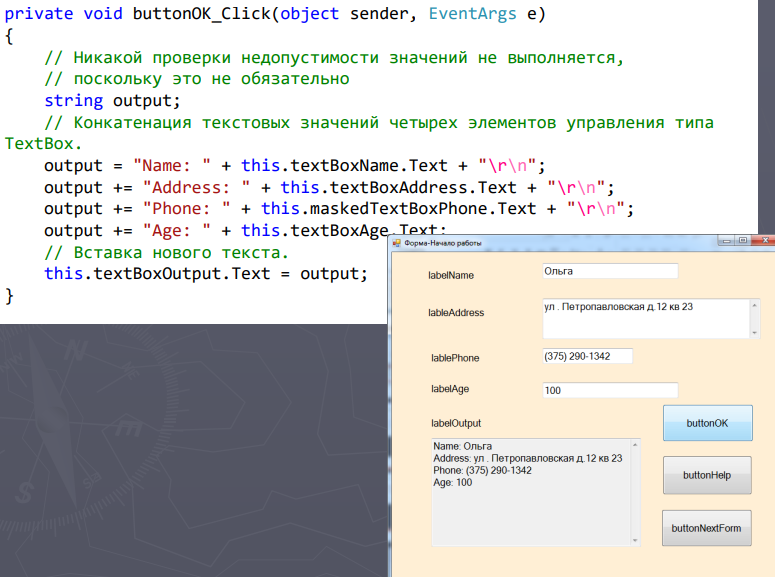 private void buttonOK_Click(object sender, EventArgs e)
{
// Никакой проверки недопустимости значений не выполняется,
// поскольку это не обязательно
string output;
// Конкатенация текстовых значений четырех элементов управления типа
TextBox.
output = "Name: " + this.textBoxName.Text + "\r\n";
output += "Address: " + this.textBoxAddress.Text + "\r\n";
output += "Phone: " + this.maskedTextBoxPhone.Text + "\r\n";
output += "Age: " + this.textBoxAge.Text;
// Вставка нового текста.
this.textBoxOutput.Text = output;
}
Форма-Начало работы
labelName
Ольга
lableAddress
ул . Петропавловская д.12 кв 23
lablePhone
(375) 290-1342
labelAge
100
labelOutput
buttonOK
Name: Ольга
Address: ул . Петропавловская д.12 кв 23
Phone: (375) 290-1342
Age: 100
buttonHelp
buttonNextForm
N
m
S